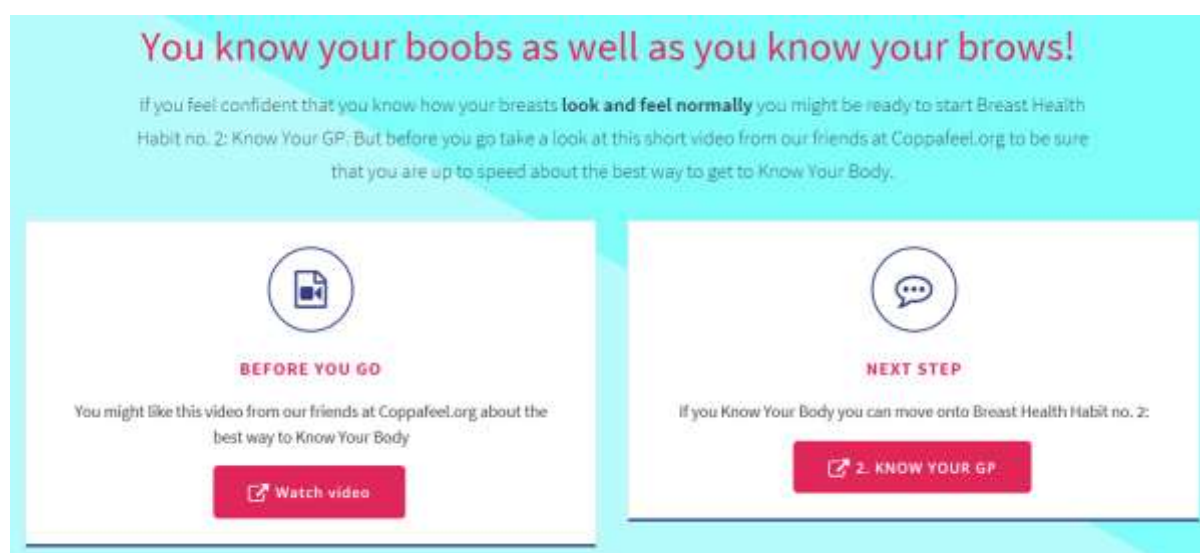 You know your boobs as well as you know your brows!
If you feel confident that you know how your breasts look and feel normally you might be ready to start Breast Health
Habit no. 2: Know Your GP. But before you go take a look at this short video from our friends at Coppafeel.org to be sure
that you are up to speed about the best way to get to Know Your Body.
BEFORE YOU GO
You might like this video from our friends at Coppafeel.org about the
best way to Know Your Body
Watch video
NEXT STEP
If you Know Your Body you can move onto Breast Health Habit no. 2:
2. KNOW YOUR GP